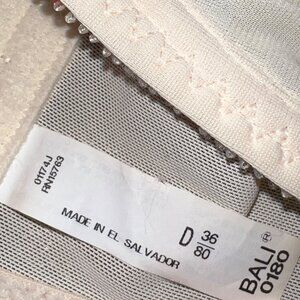 01174J
RN15763
MADE IN EL SALVADOR
D 36
80
BALI®
0180